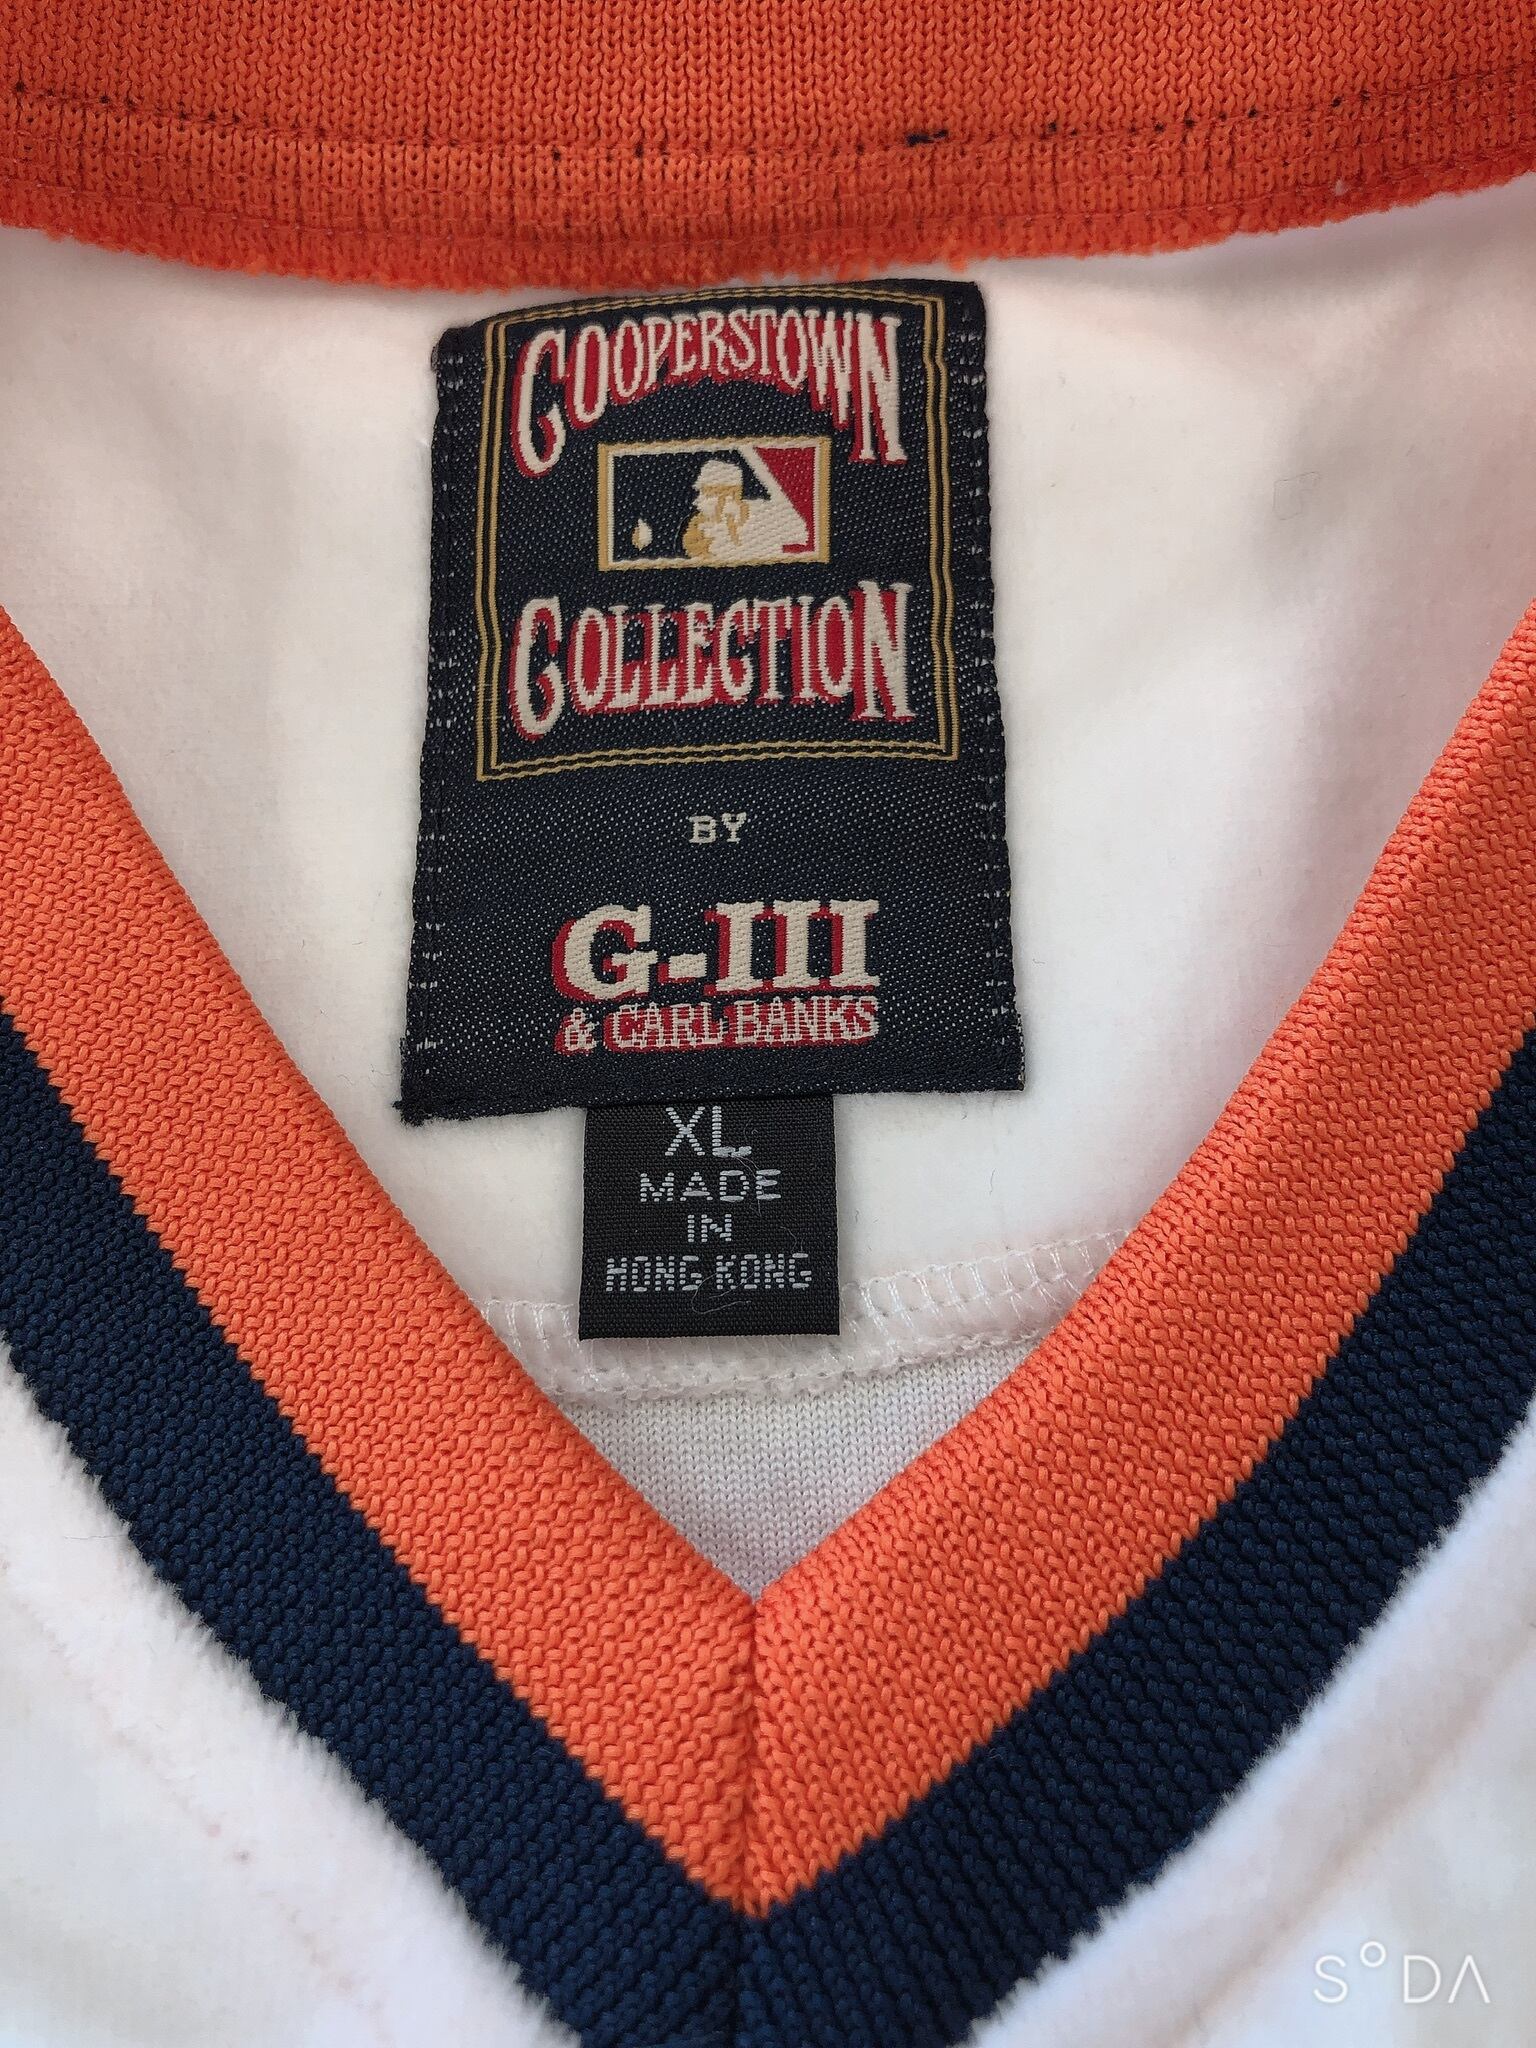 COOPERSTOWN
COLLECTION
BY
G-III
& CARL BANKS
XL
MADE
IN
HONG KONG
S°DA